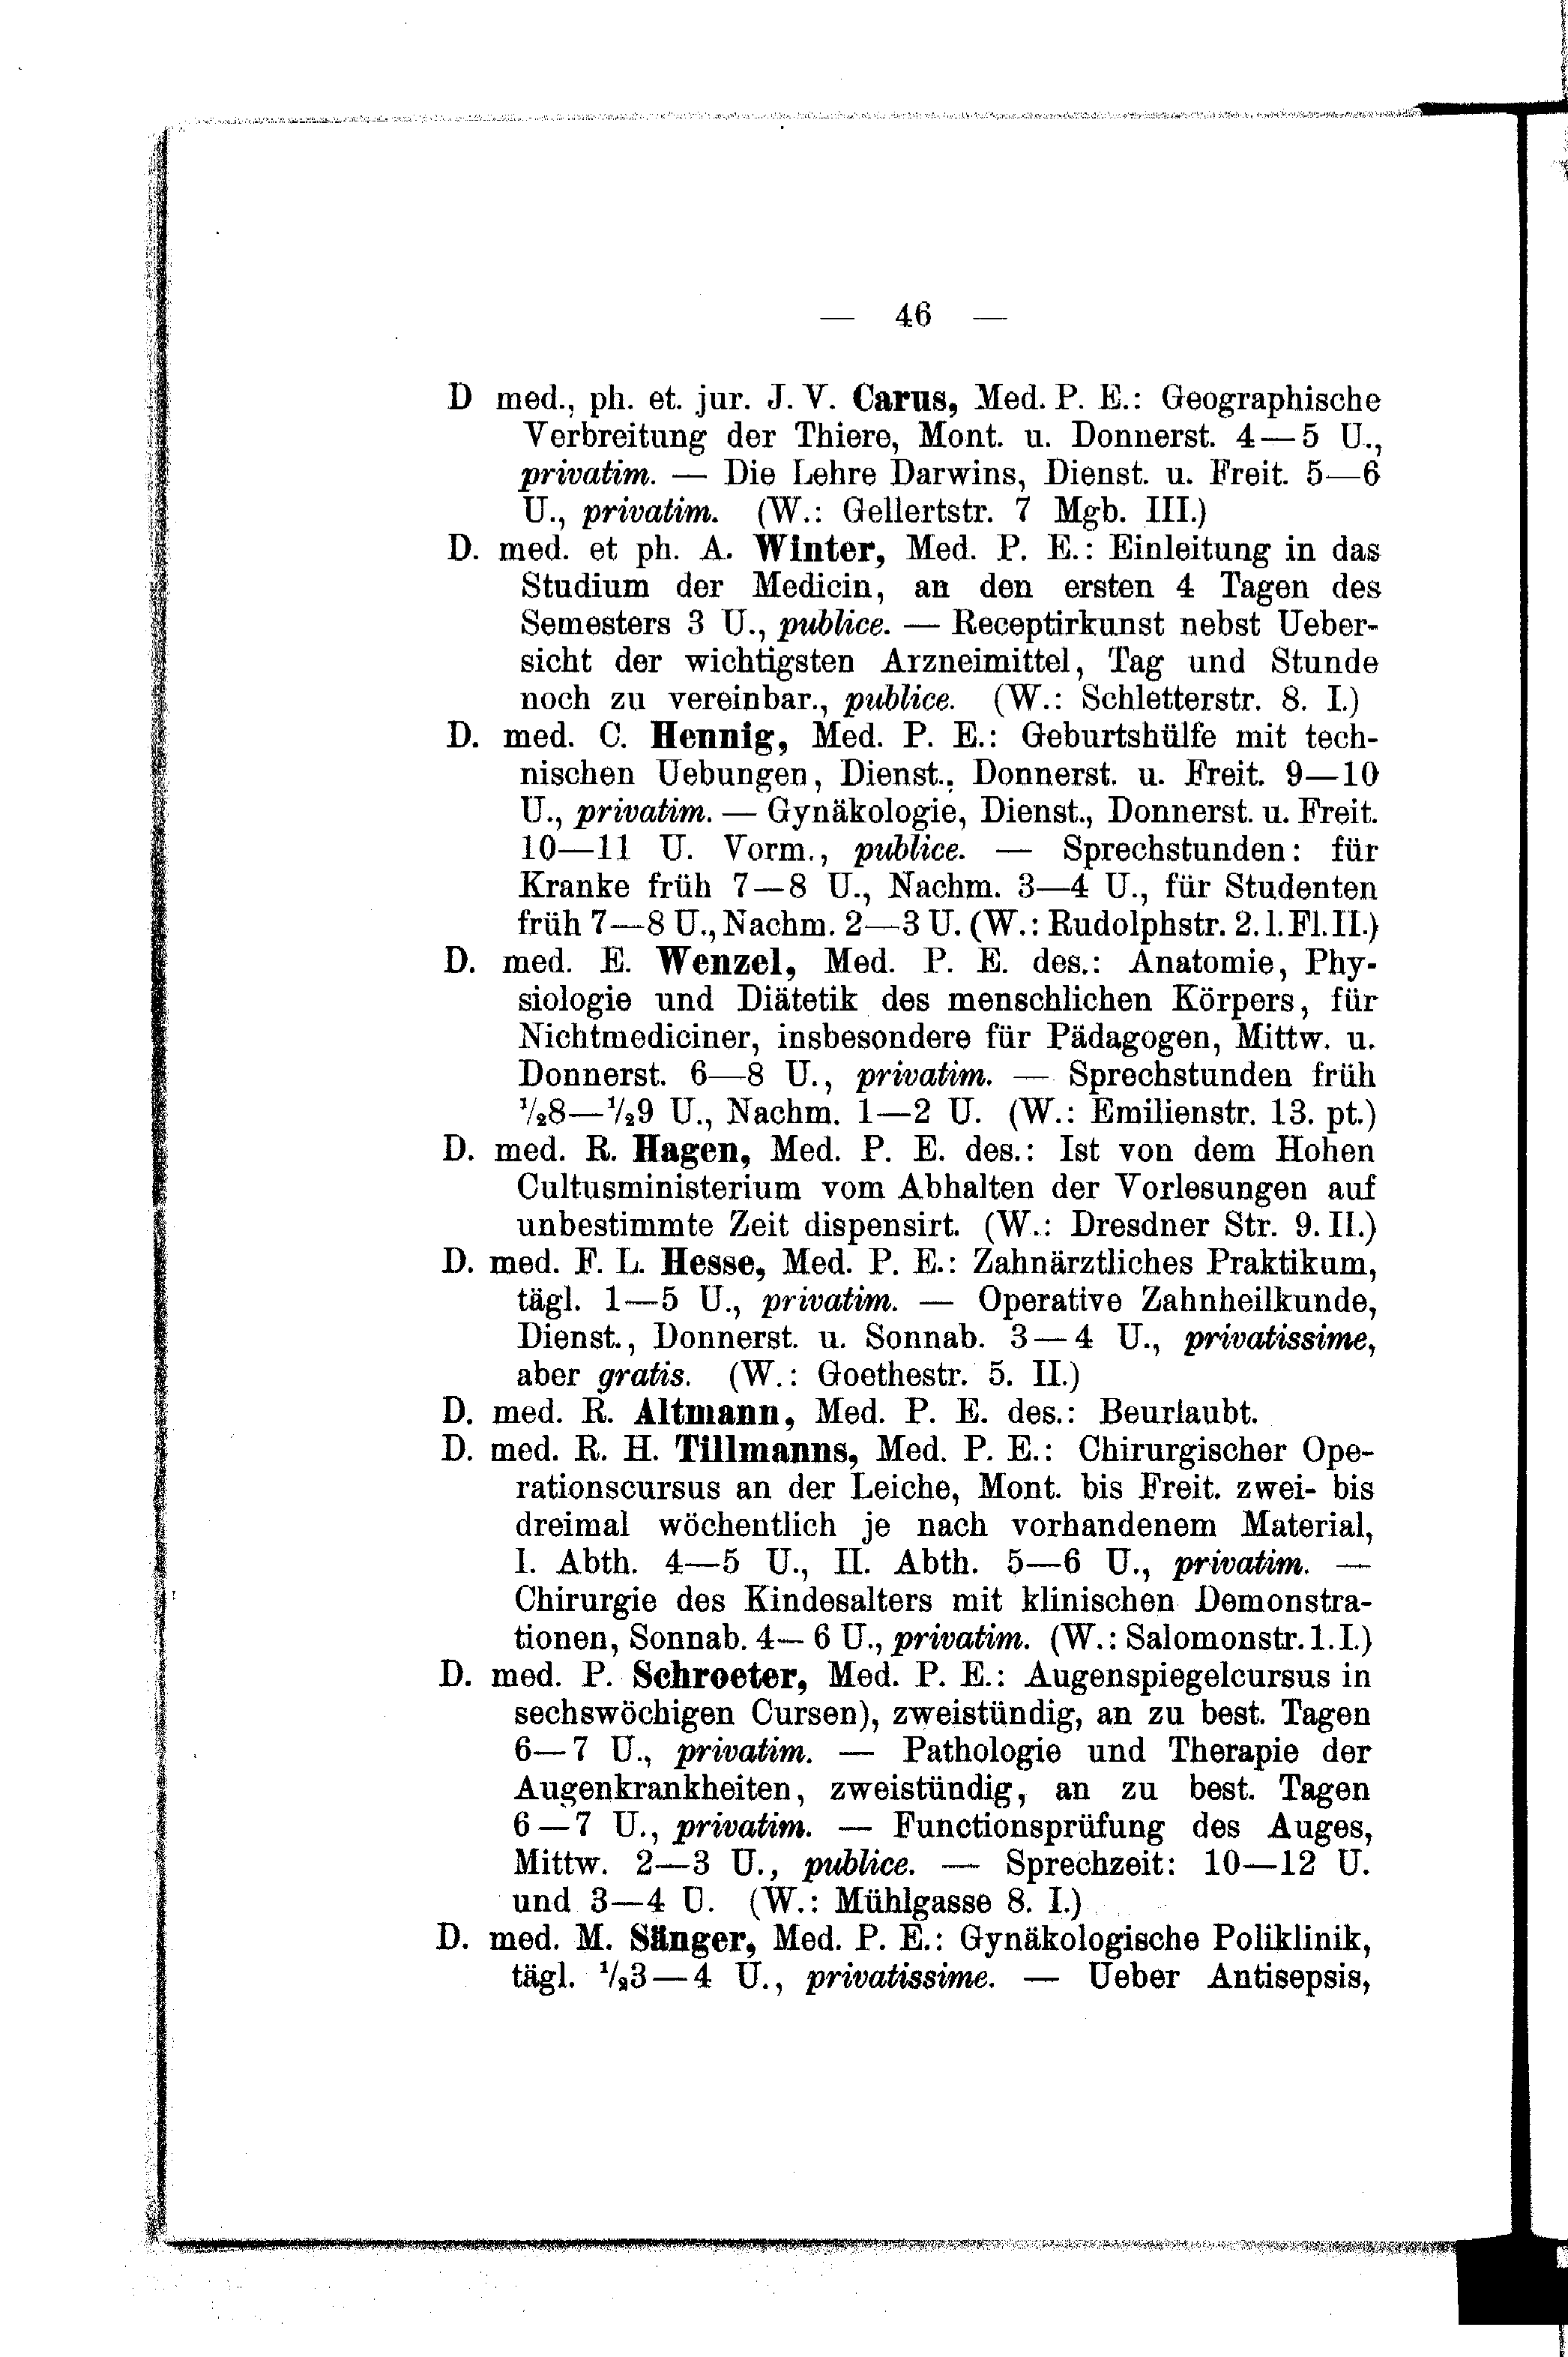 — 46 —
D med., ph. et. jur. J. V. Carus, Med. P. E.: Geographische
Verbreitung der Thiere, Mont. u. Donnerst. 4—5 U.,
privatim. — Die Lehre Darwins, Dienst. u. Freit. 5—6
U., privatim. (W.: Gellertstr. 7 Mgb. III.)
D. med. et ph. A. Winter, Med. P. E.: Einleitung in das
Studium der Medicin, an den ersten 4 Tagen des
Semesters 3 U., publice. — Receptirkunst nebst Ueber-
sicht der wichtigsten Arzneimittel, Tag und Stunde
noch zu vereinbar., publice. (W.: Schletterstr. 8. I.)
D. med. C. Hennig, Med. P. E.: Geburtshülfe mit tech-
nischen Uebungen, Dienst., Donnerst. u. Freit. 9—10
U., privatim. — Gynäkologie, Dienst., Donnerst. u. Freit.
10—11 U. Vorm., publice. — Sprechstunden: für
Kranke früh 7—8 U., Nachm. 3—4 U., für Studenten
früh 7—8 U., Nachm. 2—3 U. (W.: Rudolphstr. 2. l. Fl. II.)
D. med. E. Wenzel, Med. P. E. des.: Anatomie, Phy-
siologie und Diätetik des menschlichen Körpers, für
Nichtmediciner, insbesondere für Pädagogen, Mittw. u.
Donnerst. 6—8 U., privatim. — Sprechstunden früh
½8—½9 U., Nachm. 1—2 U. (W.: Emilienstr. 13. pt.)
D. med. R. Hagen, Med. P. E. des.: Ist von dem Hohen
Cultusministerium vom Abhalten der Vorlesungen auf
unbestimmte Zeit dispensirt. (W.: Dresdner Str. 9. II.)
D. med. F. L. Hesse, Med. P. E.: Zahnärztliches Praktikum,
tägl. 1—5 U., privatim. — Operative Zahnheilkunde,
Dienst., Donnerst. u. Sonnab. 3—4 U., privatissime,
aber gratis. (W.: Goethestr. 5. II.)
D. med. R. Altmann, Med. P. E. des.: Beurlaubt.
D. med. R. H. Tillmanns, Med. P. E.: Chirurgischer Ope-
rationscursus an der Leiche, Mont. bis Freit. zwei- bis
dreimal wöchentlich je nach vorhandenem Material,
I. Abth. 4—5 U., II. Abth. 5—6 U., privatim. —
Chirurgie des Kindesalters mit klinischen Demonstra-
tionen, Sonnab. 4—6 U., privatim. (W.: Salomonstr. 1. I.)
D. med. P. Schroeter, Med. P. E.: Augenspiegelcursus in
sechswöchigen Cursen), zweistündig, an zu best. Tagen
6—7 U., privatim. — Pathologie und Therapie der
Augenkrankheiten, zweistündig, an zu best. Tagen
6—7 U., privatim. — Functionsprüfung des Auges,
Mittw. 2—3 U., publice. — Sprechzeit: 10—12 U.
und 3—4 U. (W.: Mühlgasse 8. I.)
D. med. M. Sänger, Med. P. E.: Gynäkologische Poliklinik,
tägl. ½3—4 U., privatissime. — Ueber Antisepsis,